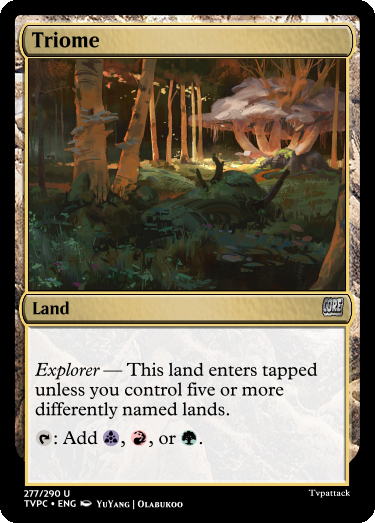 Triome
Land
CORE
Explorer — This land enters tapped
unless you control five or more
differently named lands.
: Add , , or .
277/290 U
Tvpattack
TVPC • ENG YuYang | Olabukoo